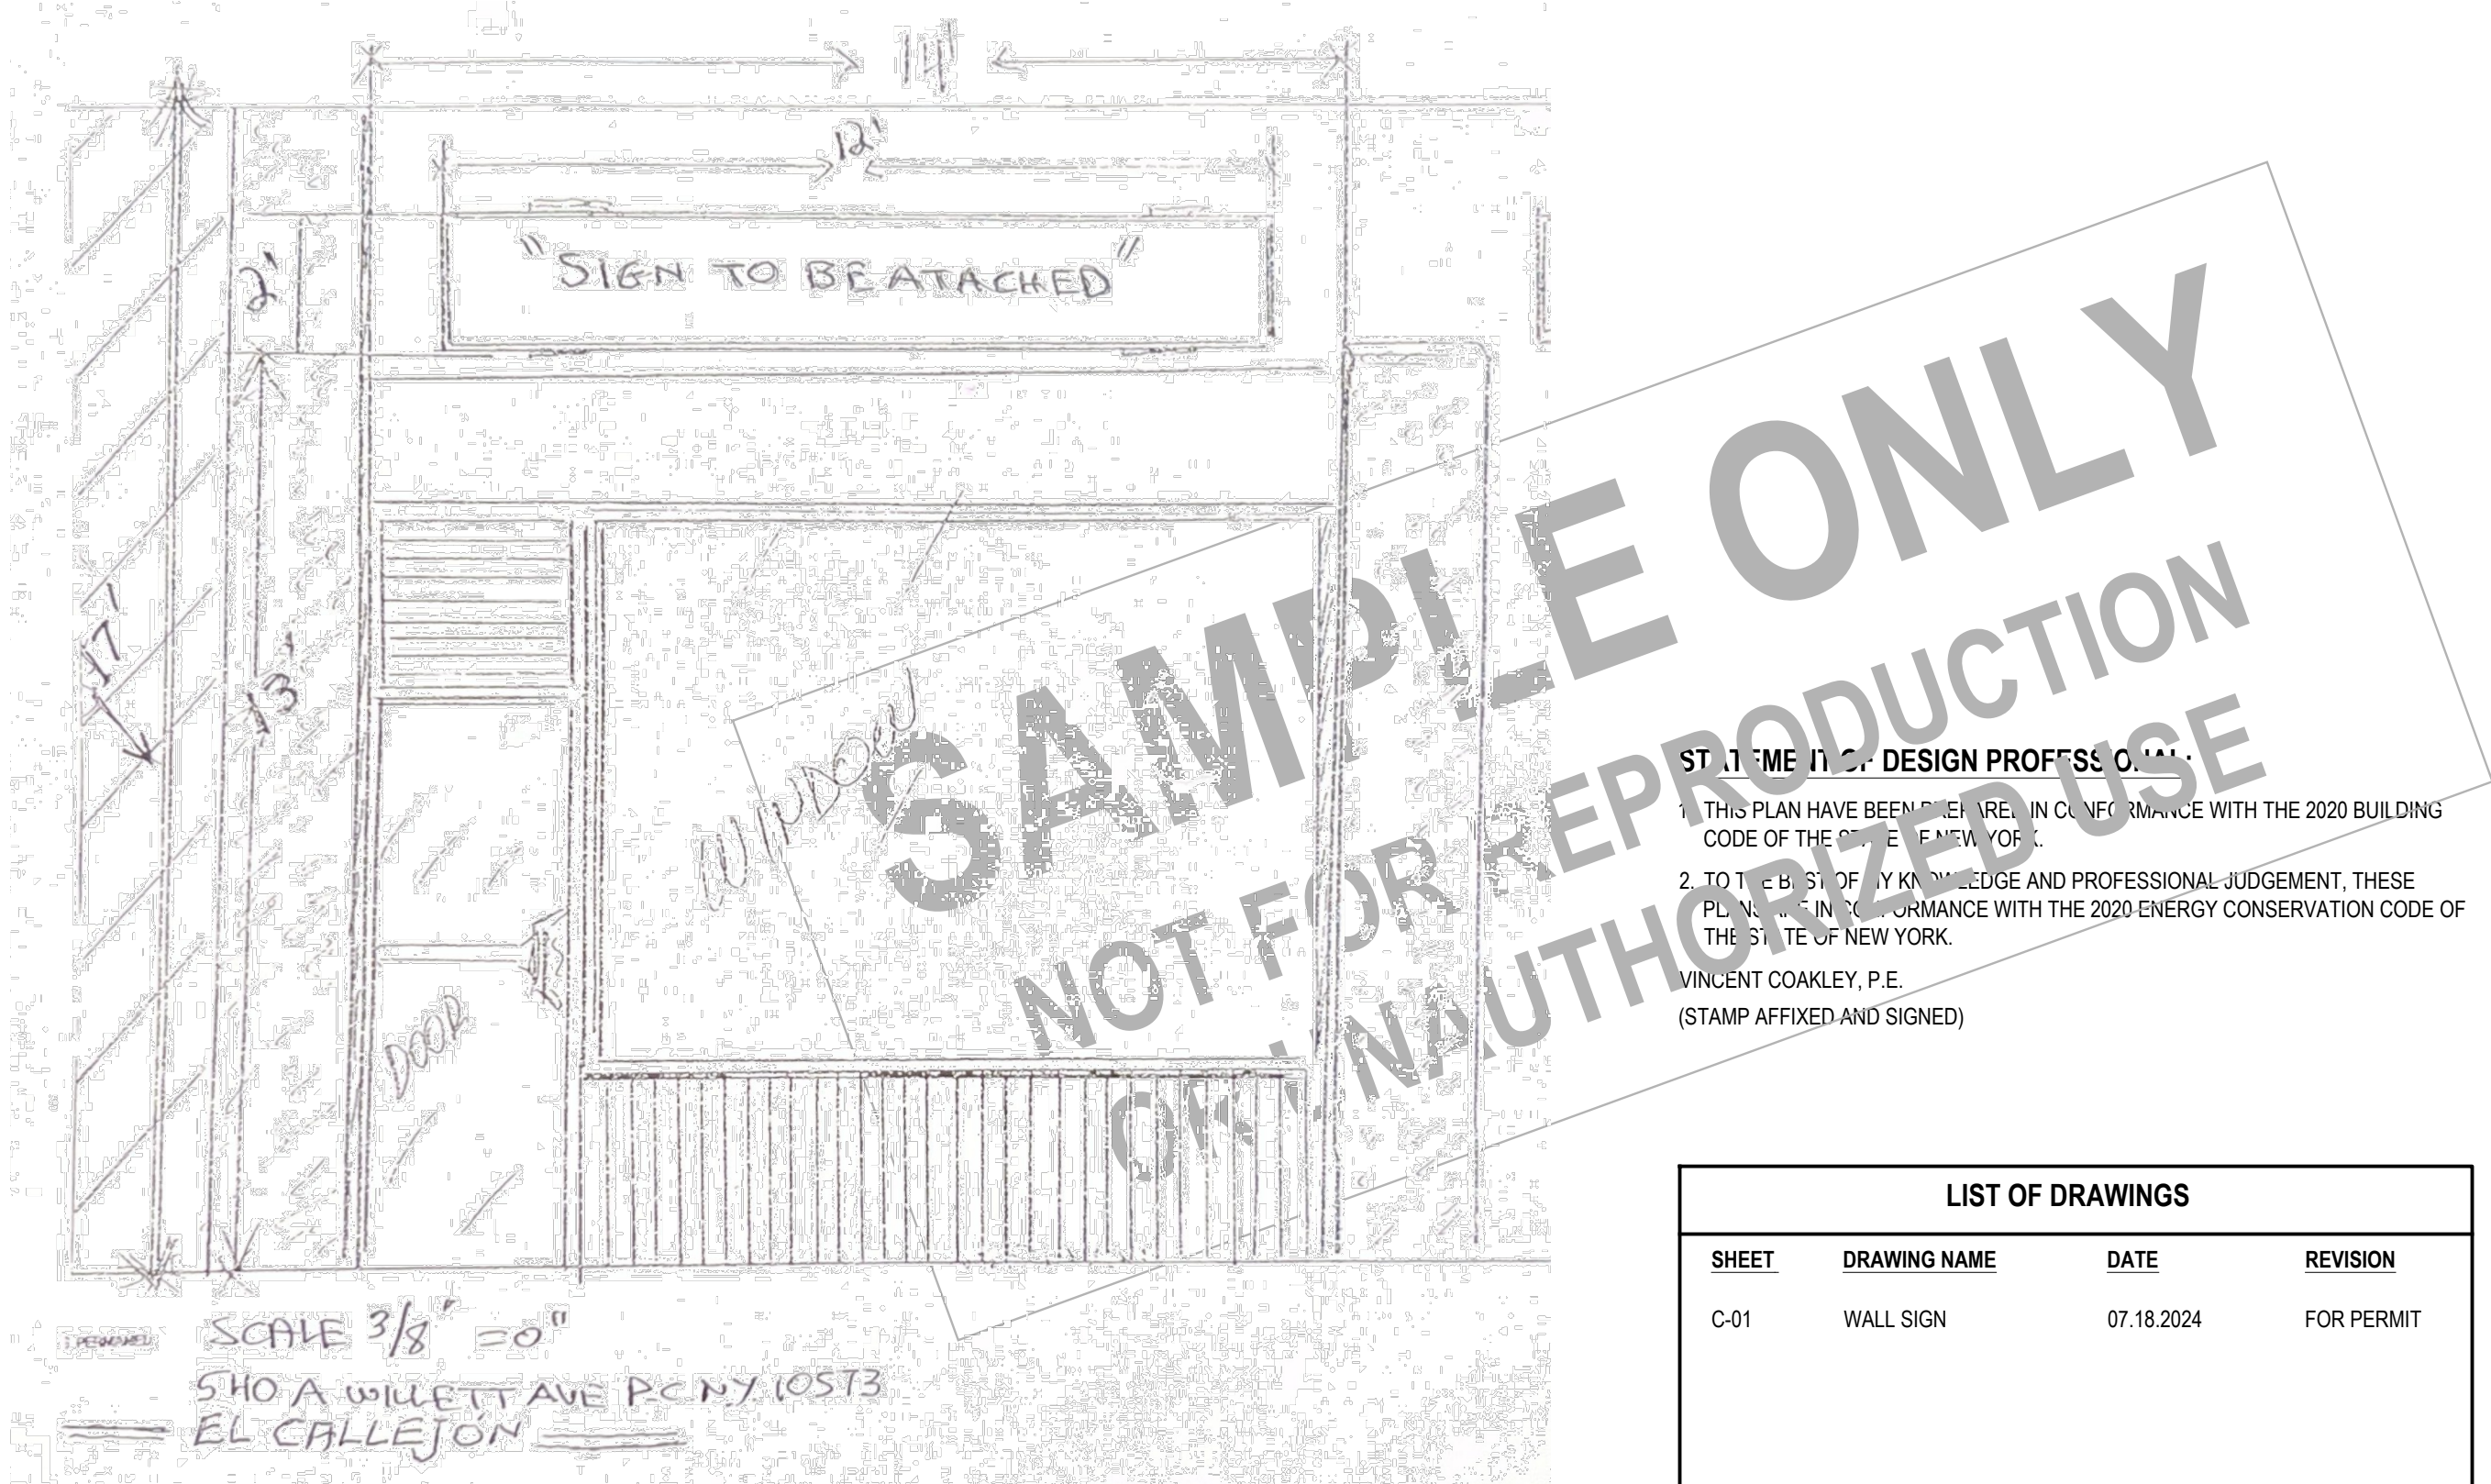 14'
12'
2'
"SIGN TO BE ATACHED"
17'
13'
WINDOW
DOOR
SCALE 3/8" =0"
A WILLETT AVE PC NY 10573
EL CALLEJÓN
SAMPLE ONLY
NOT FOR REPRODUCTION
OR UNAUTHORIZED USE
STATEMENT OF DESIGN PROFESSIONAL:
1. THIS PLAN HAVE BEEN PREPARED IN CONFORMANCE WITH THE 2020 BUILDING
CODE OF THE STATE OF NEW YORK.
2. TO THE BEST OF MY KNOWLEDGE AND PROFESSIONAL JUDGEMENT, THESE
PLANS ARE IN CONFORMANCE WITH THE 2020 ENERGY CONSERVATION CODE OF
THE STATE OF NEW YORK.
VINCENT COAKLEY, P.E.
(STAMP AFFIXED AND SIGNED)
LIST OF DRAWINGS
SHEET DRAWING NAME DATE REVISION
C-01 WALL SIGN 07.18.2024 FOR PERMIT